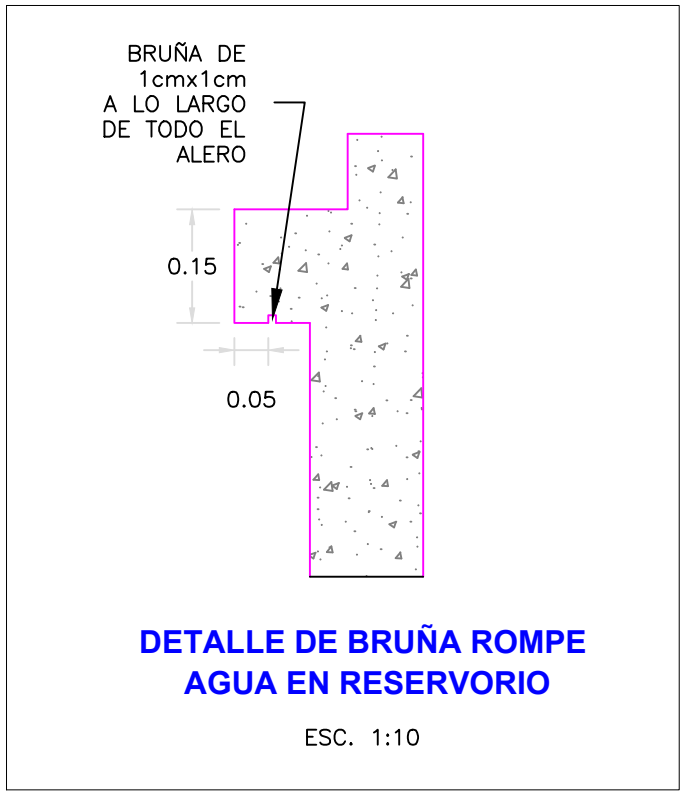 BRUÑA DE
1cmx1cm
A LO LARGO
DE TODO EL
ALERO
0.15
0.05
DETALLE DE BRUÑA ROMPE
AGUA EN RESERVORIO
ESC. 1:10